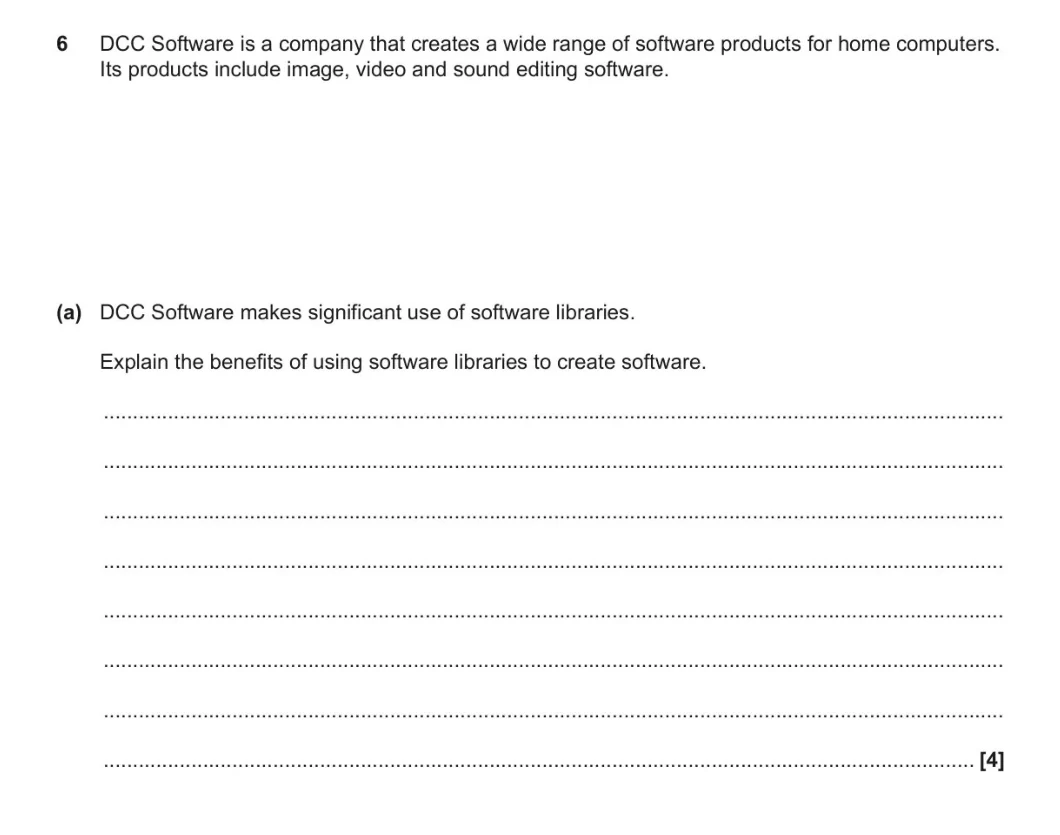 6 DCC Software is a company that creates a wide range of software products for home computers.
Its products include image, video and sound editing software.
(a) DCC Software makes significant use of software libraries.
Explain the benefits of using software libraries to create software.
[4]